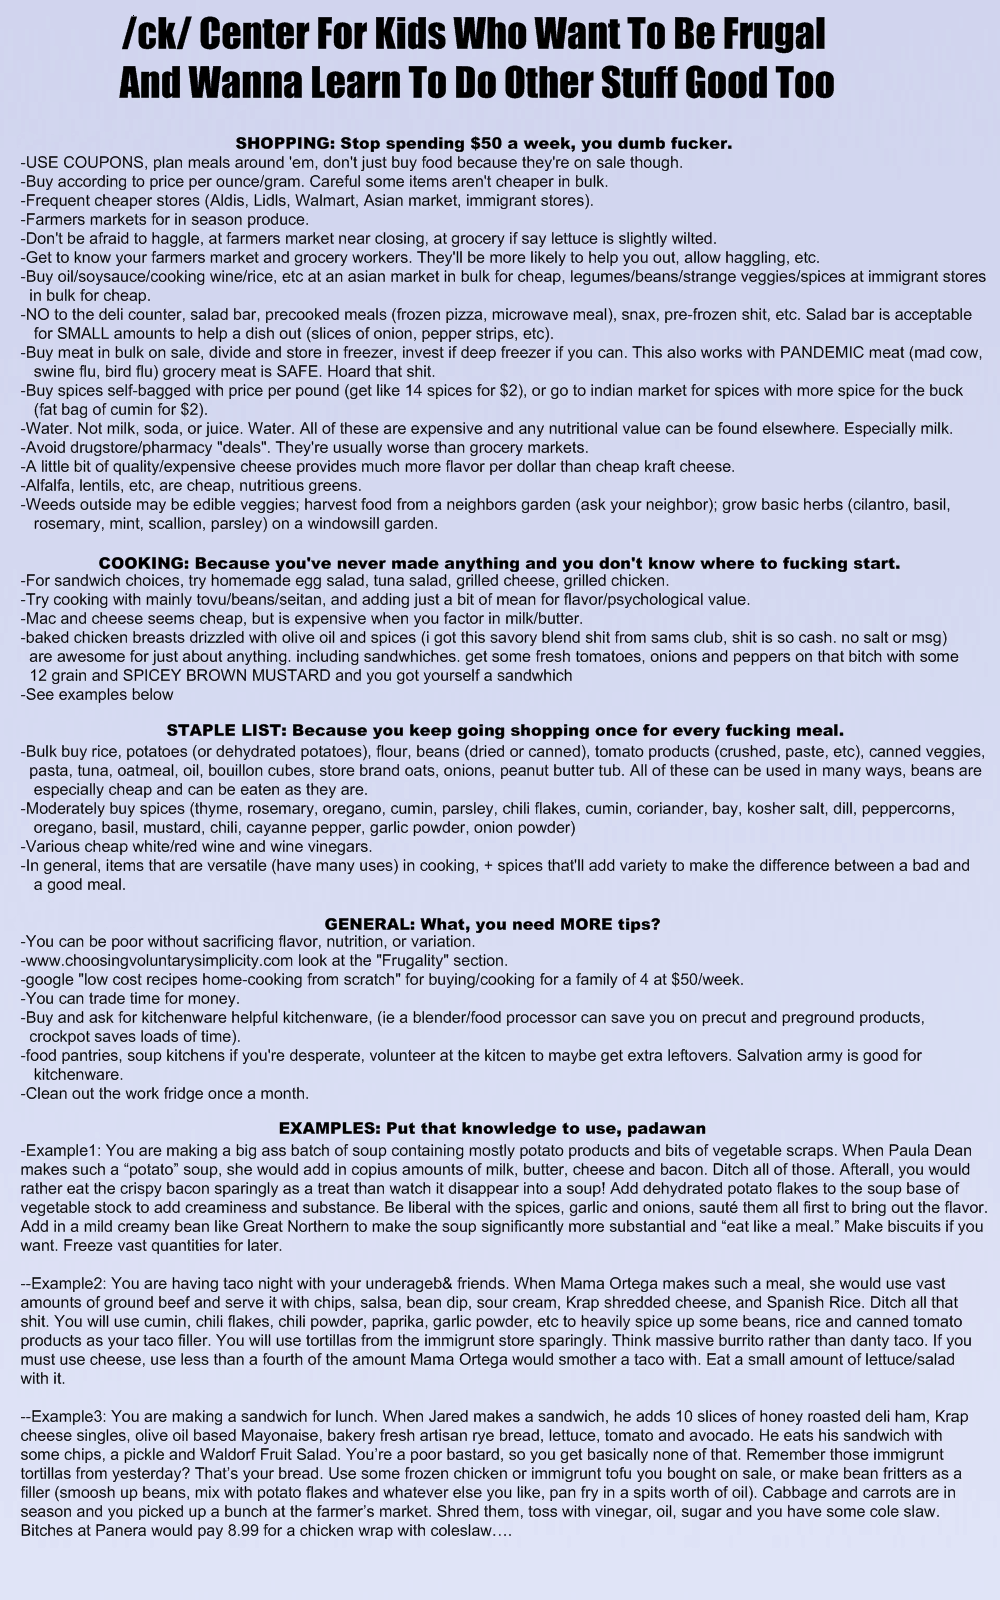 /ck/ Center For Kids Who Want To Be Frugal
And Wanna Learn To Do Other Stuff Good Too
SHOPPING: Stop spending $50 a week, you dumb fucker.
-USE COUPONS, plan meals around 'em, don't just buy food because they're on sale though.
-Buy according to price per ounce/gram. Careful some items aren't cheaper in bulk.
-Frequent cheaper stores (Aldis, Lidls, Walmart, Asian market, immigrant stores).
-Farmers markets for in season produce.
-Don't be afraid to haggle, at farmers market near closing, at grocery if say lettuce is slightly wilted.
-Get to know your farmers market and grocery workers. They'll be more likely to help you out, allow haggling, etc.
-Buy oil/soysauce/cooking wine/rice, etc at an asian market in bulk for cheap, legumes/beans/strange veggies/spices at immigrant stores
in bulk for cheap.
-NO to the deli counter, salad bar, precooked meals (frozen pizza, microwave meal), snax, pre-frozen shit, etc. Salad bar is acceptable
for SMALL amounts to help a dish out (slices of onion, pepper strips, etc).
-Buy meat in bulk on sale, divide and store in freezer, invest if deep freezer if you can. This also works with PANDEMIC meat (mad cow,
swine flu, bird flu) grocery meat is SAFE. Hoard that shit.
-Buy spices self-bagged with price per pound (get like 14 spices for $2), or go to indian market for spices with more spice for the buck
(fat bag of cumin for $2).
-Water. Not milk, soda, or juice. Water. All of these are expensive and any nutritional value can be found elsewhere. Especially milk.
-Avoid drugstore/pharmacy "deals". They're usually worse than grocery markets.
-A little bit of quality/expensive cheese provides much more flavor per dollar than cheap kraft cheese.
-Alfalfa, lentils, etc, are cheap, nutritious greens.
-Weeds outside may be edible veggies; harvest food from a neighbors garden (ask your neighbor); grow basic herbs (cilantro, basil,
rosemary, mint, scallion, parsley) on a windowsill garden.
COOKING: Because you've never made anything and you don't know where to fucking start.
-For sandwich choices, try homemade egg salad, tuna salad, grilled cheese, grilled chicken.
-Try cooking with mainly tovu/beans/seitan, and adding just a bit of mean for flavor/psychological value.
-Mac and cheese seems cheap, but is expensive when you factor in milk/butter.
-baked chicken breasts drizzled with olive oil and spices (i got this savory blend shit from sams club, shit is so cash. no salt or msg)
are awesome for just about anything. including sandwhiches. get some fresh tomatoes, onions and peppers on that bitch with some
12 grain and SPICEY BROWN MUSTARD and you got yourself a sandwhich
-See examples below
STAPLE LIST: Because you keep going shopping once for every fucking meal.
-Bulk buy rice, potatoes (or dehydrated potatoes), flour, beans (dried or canned), tomato products (crushed, paste, etc), canned veggies,
pasta, tuna, oatmeal, oil, bouillon cubes, store brand oats, onions, peanut butter tub. All of these can be used in many ways, beans are
especially cheap and can be eaten as they are.
-Moderately buy spices (thyme, rosemary, oregano, cumin, parsley, chili flakes, cumin, coriander, bay, kosher salt, dill, peppercorns,
oregano, basil, mustard, chili, cayanne pepper, garlic powder, onion powder)
-Various cheap white/red wine and wine vinegars.
-In general, items that are versatile (have many uses) in cooking, + spices that'll add variety to make the difference between a bad and
a good meal.
GENERAL: What, you need MORE tips?
-You can be poor without sacrificing flavor, nutrition, or variation.
-www.choosingvoluntarysimplicity.com look at the "Frugality" section.
-google "low cost recipes home-cooking from scratch" for buying/cooking for a family of 4 at $50/week.
-You can trade time for money.
-Buy and ask for kitchenware helpful kitchenware, (ie a blender/food processor can save you on precut and preground products,
crockpot saves loads of time).
-food pantries, soup kitchens if you're desperate, volunteer at the kitcen to maybe get extra leftovers. Salvation army is good for
kitchenware.
-Clean out the work fridge once a month.
EXAMPLES: Put that knowledge to use, padawan
-Example1: You are making a big ass batch of soup containing mostly potato products and bits of vegetable scraps. When Paula Dean
makes such a “potato” soup, she would add in copius amounts of milk, butter, cheese and bacon. Ditch all of those. Afterall, you would
rather eat the crispy bacon sparingly as a treat than watch it disappear into a soup! Add dehydrated potato flakes to the soup base of
vegetable stock to add creaminess and substance. Be liberal with the spices, garlic and onions, sauté them all first to bring out the flavor.
Add in a mild creamy bean like Great Northern to make the soup significantly more substantial and “eat like a meal.” Make biscuits if you
want. Freeze vast quantities for later.
--Example2: You are having taco night with your underageb& friends. When Mama Ortega makes such a meal, she would use vast
amounts of ground beef and serve it with chips, salsa, bean dip, sour cream, Krap shredded cheese, and Spanish Rice. Ditch all that
shit. You will use cumin, chili flakes, chili powder, paprika, garlic powder, etc to heavily spice up some beans, rice and canned tomato
products as your taco filler. You will use tortillas from the immigrunt store sparingly. Think massive burrito rather than danty taco. If you
must use cheese, use less than a fourth of the amount Mama Ortega would smother a taco with. Eat a small amount of lettuce/salad
with it.
--Example3: You are making a sandwich for lunch. When Jared makes a sandwich, he adds 10 slices of honey roasted deli ham, Krap
cheese singles, olive oil based Mayonaise, bakery fresh artisan rye bread, lettuce, tomato and avocado. He eats his sandwich with
some chips, a pickle and Waldorf Fruit Salad. You’re a poor bastard, so you get basically none of that. Remember those immigrunt
tortillas from yesterday? That’s your bread. Use some frozen chicken or immigrunt tofu you bought on sale, or make bean fritters as a
filler (smoosh up beans, mix with potato flakes and whatever else you like, pan fry in a spits worth of oil). Cabbage and carrots are in
season and you picked up a bunch at the farmer’s market. Shred them, toss with vinegar, oil, sugar and you have some cole slaw.
Bitches at Panera would pay 8.99 for a chicken wrap with coleslaw….